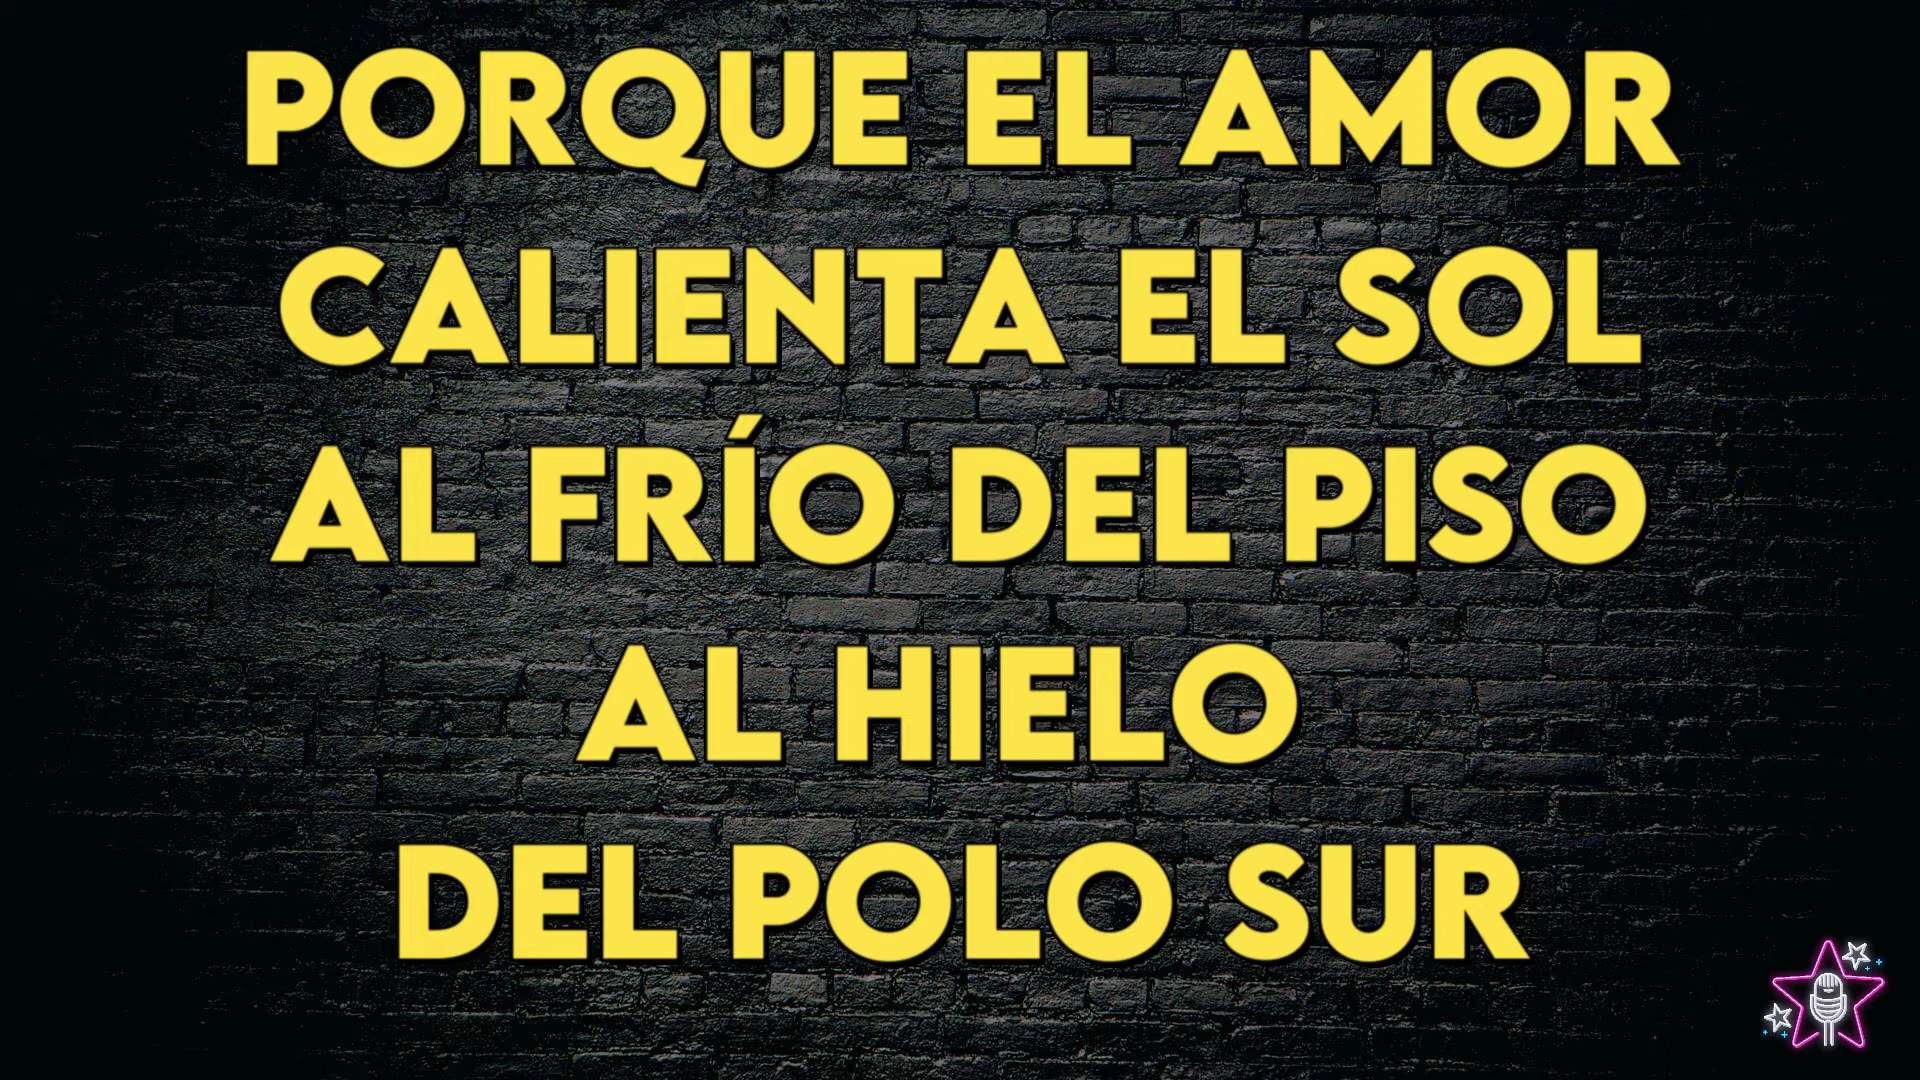 PORQUE EL AMOR
CALIENTA EL SOL
AL FRÍO DEL PISO
AL HIELO
DEL POLO SUR